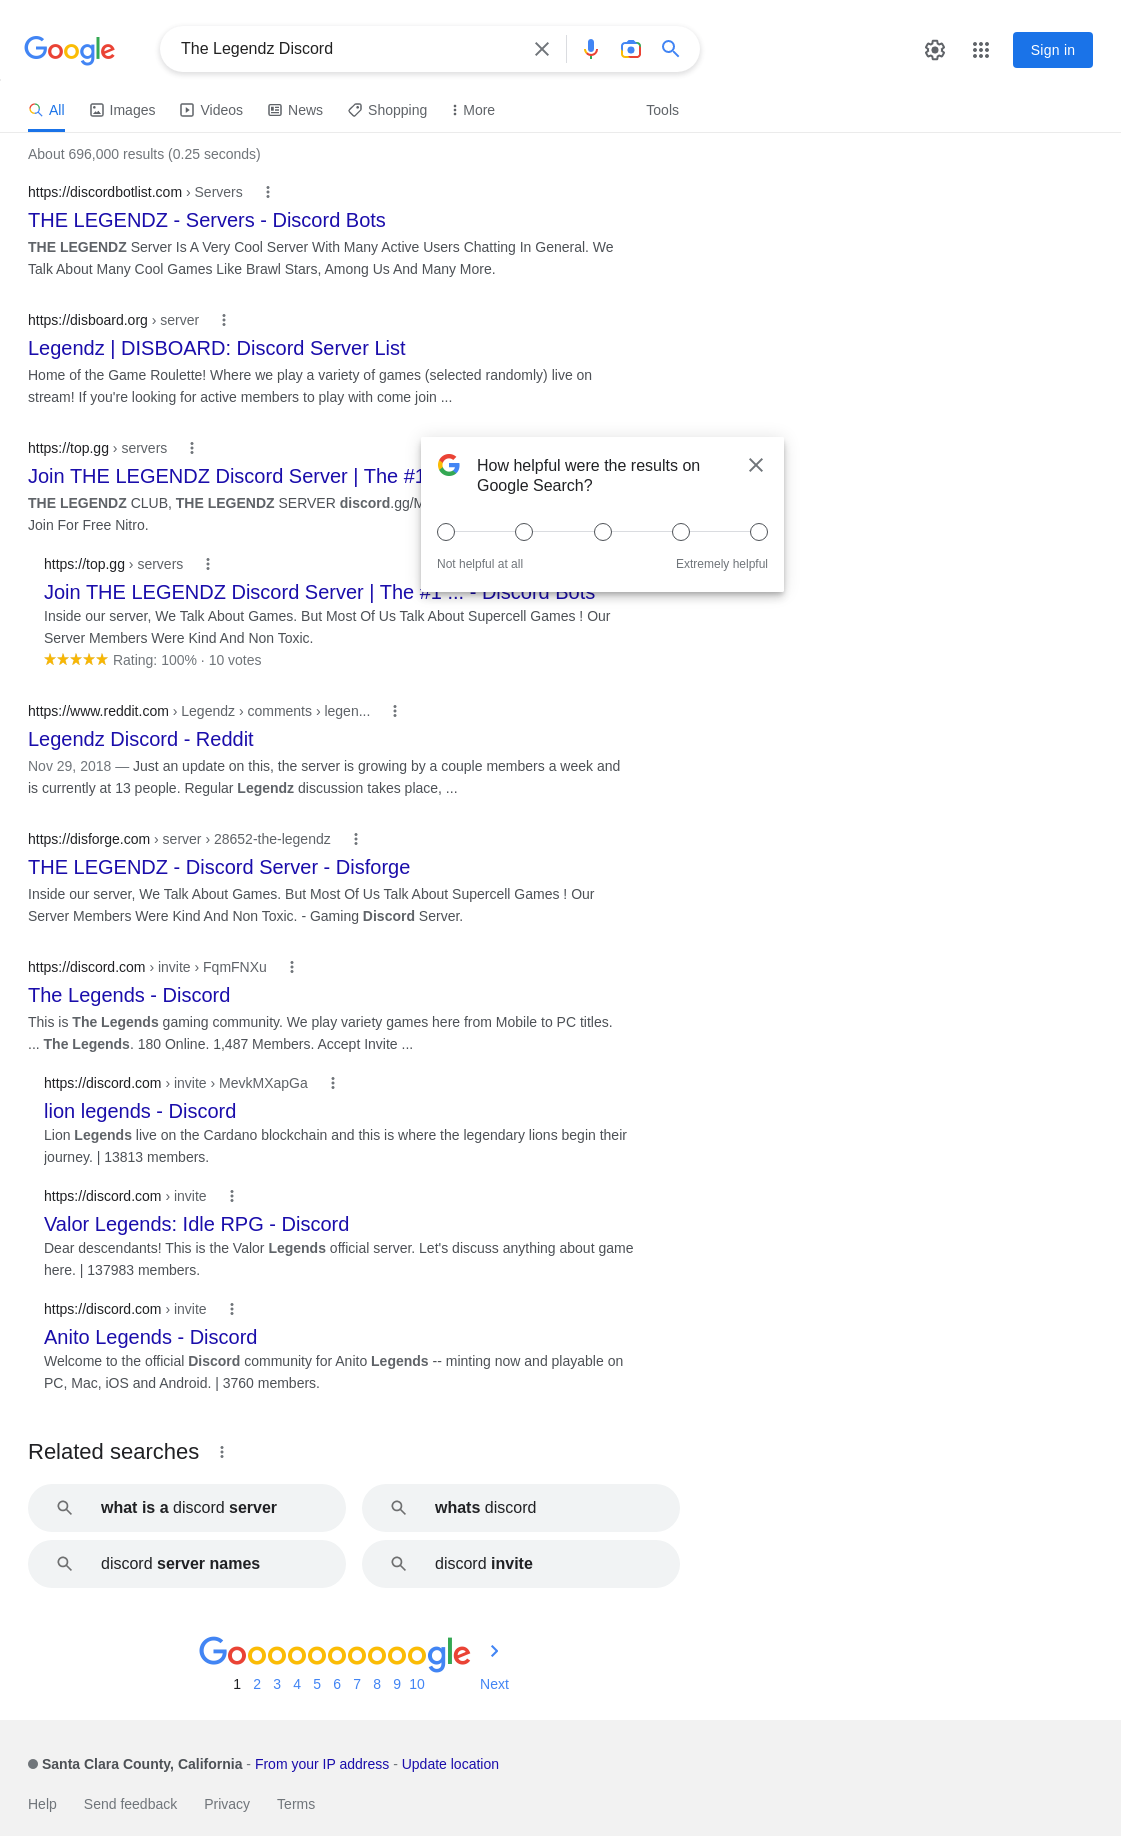 Google
The Legendz Discord
Sign in
All
Images
Videos
News
Shopping
More
Tools
About 696,000 results (0.25 seconds)
https://discordbotlist.com › Servers
THE LEGENDZ - Servers - Discord Bots
THE LEGENDZ Server Is A Very Cool Server With Many Active Users Chatting In General. We
Talk About Many Cool Games Like Brawl Stars, Among Us And Many More.
https://disboard.org › server
Legendz | DISBOARD: Discord Server List
Home of the Game Roulette! Where we play a variety of games (selected randomly) live on
stream! If you're looking for active members to play with come join ...
https://top.gg › servers
Join THE LEGENDZ Discord Server | The #1
THE LEGENDZ CLUB, THE LEGENDZ SERVER discord.gg/M
Join For Free Nitro.
How helpful were the results on
Google Search?
Not helpful at all
Extremely helpful
https://top.gg › servers
Join THE LEGENDZ Discord Server | The #1 ... - Discord Bots
Inside our server, We Talk About Games. But Most Of Us Talk About Supercell Games ! Our
Server Members Were Kind And Non Toxic.
Rating: 100% · 10 votes
https://www.reddit.com › Legendz › comments › legen...
Legendz Discord - Reddit
Nov 29, 2018 — Just an update on this, the server is growing by a couple members a week and
is currently at 13 people. Regular Legendz discussion takes place, ...
https://disforge.com › server › 28652-the-legendz
THE LEGENDZ - Discord Server - Disforge
Inside our server, We Talk About Games. But Most Of Us Talk About Supercell Games ! Our
Server Members Were Kind And Non Toxic. - Gaming Discord Server.
https://discord.com › invite › FqmFNXu
The Legends - Discord
This is The Legends gaming community. We play variety games here from Mobile to PC titles.
... The Legends. 180 Online. 1,487 Members. Accept Invite ...
https://discord.com › invite › MevkMXapGa
lion legends - Discord
Lion Legends live on the Cardano blockchain and this is where the legendary lions begin their
journey. | 13813 members.
https://discord.com › invite
Valor Legends: Idle RPG - Discord
Dear descendants! This is the Valor Legends official server. Let's discuss anything about game
here. | 137983 members.
https://discord.com › invite
Anito Legends - Discord
Welcome to the official Discord community for Anito Legends -- minting now and playable on
PC, Mac, iOS and Android. | 3760 members.
Related searches
what is a discord server
whats discord
discord server names
discord invite
Goooooooooogle
1 2 3 4 5 6 7 8 9 10 Next
Santa Clara County, California - From your IP address - Update location
Help Send feedback Privacy Terms